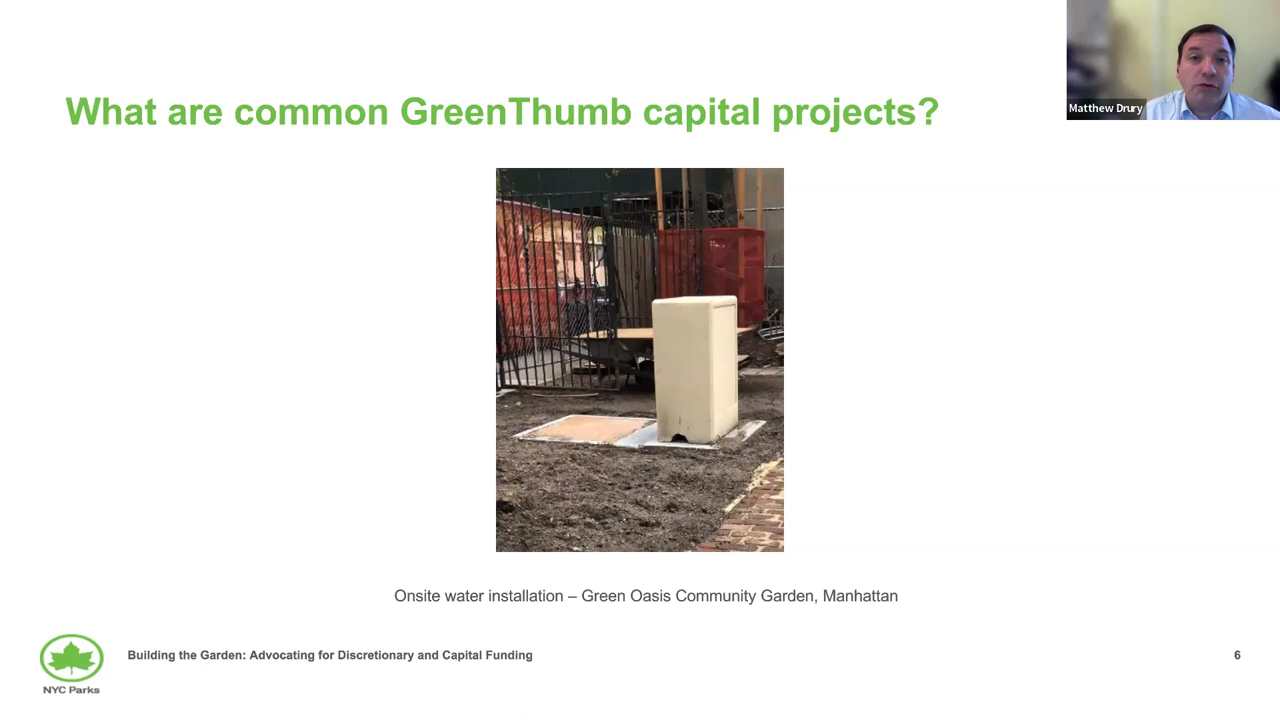 Matthew Drury
What are common GreenThumb capital projects?
Onsite water installation – Green Oasis Community Garden, Manhattan
Building the Garden: Advocating for Discretionary and Capital Funding
6
NYC Parks